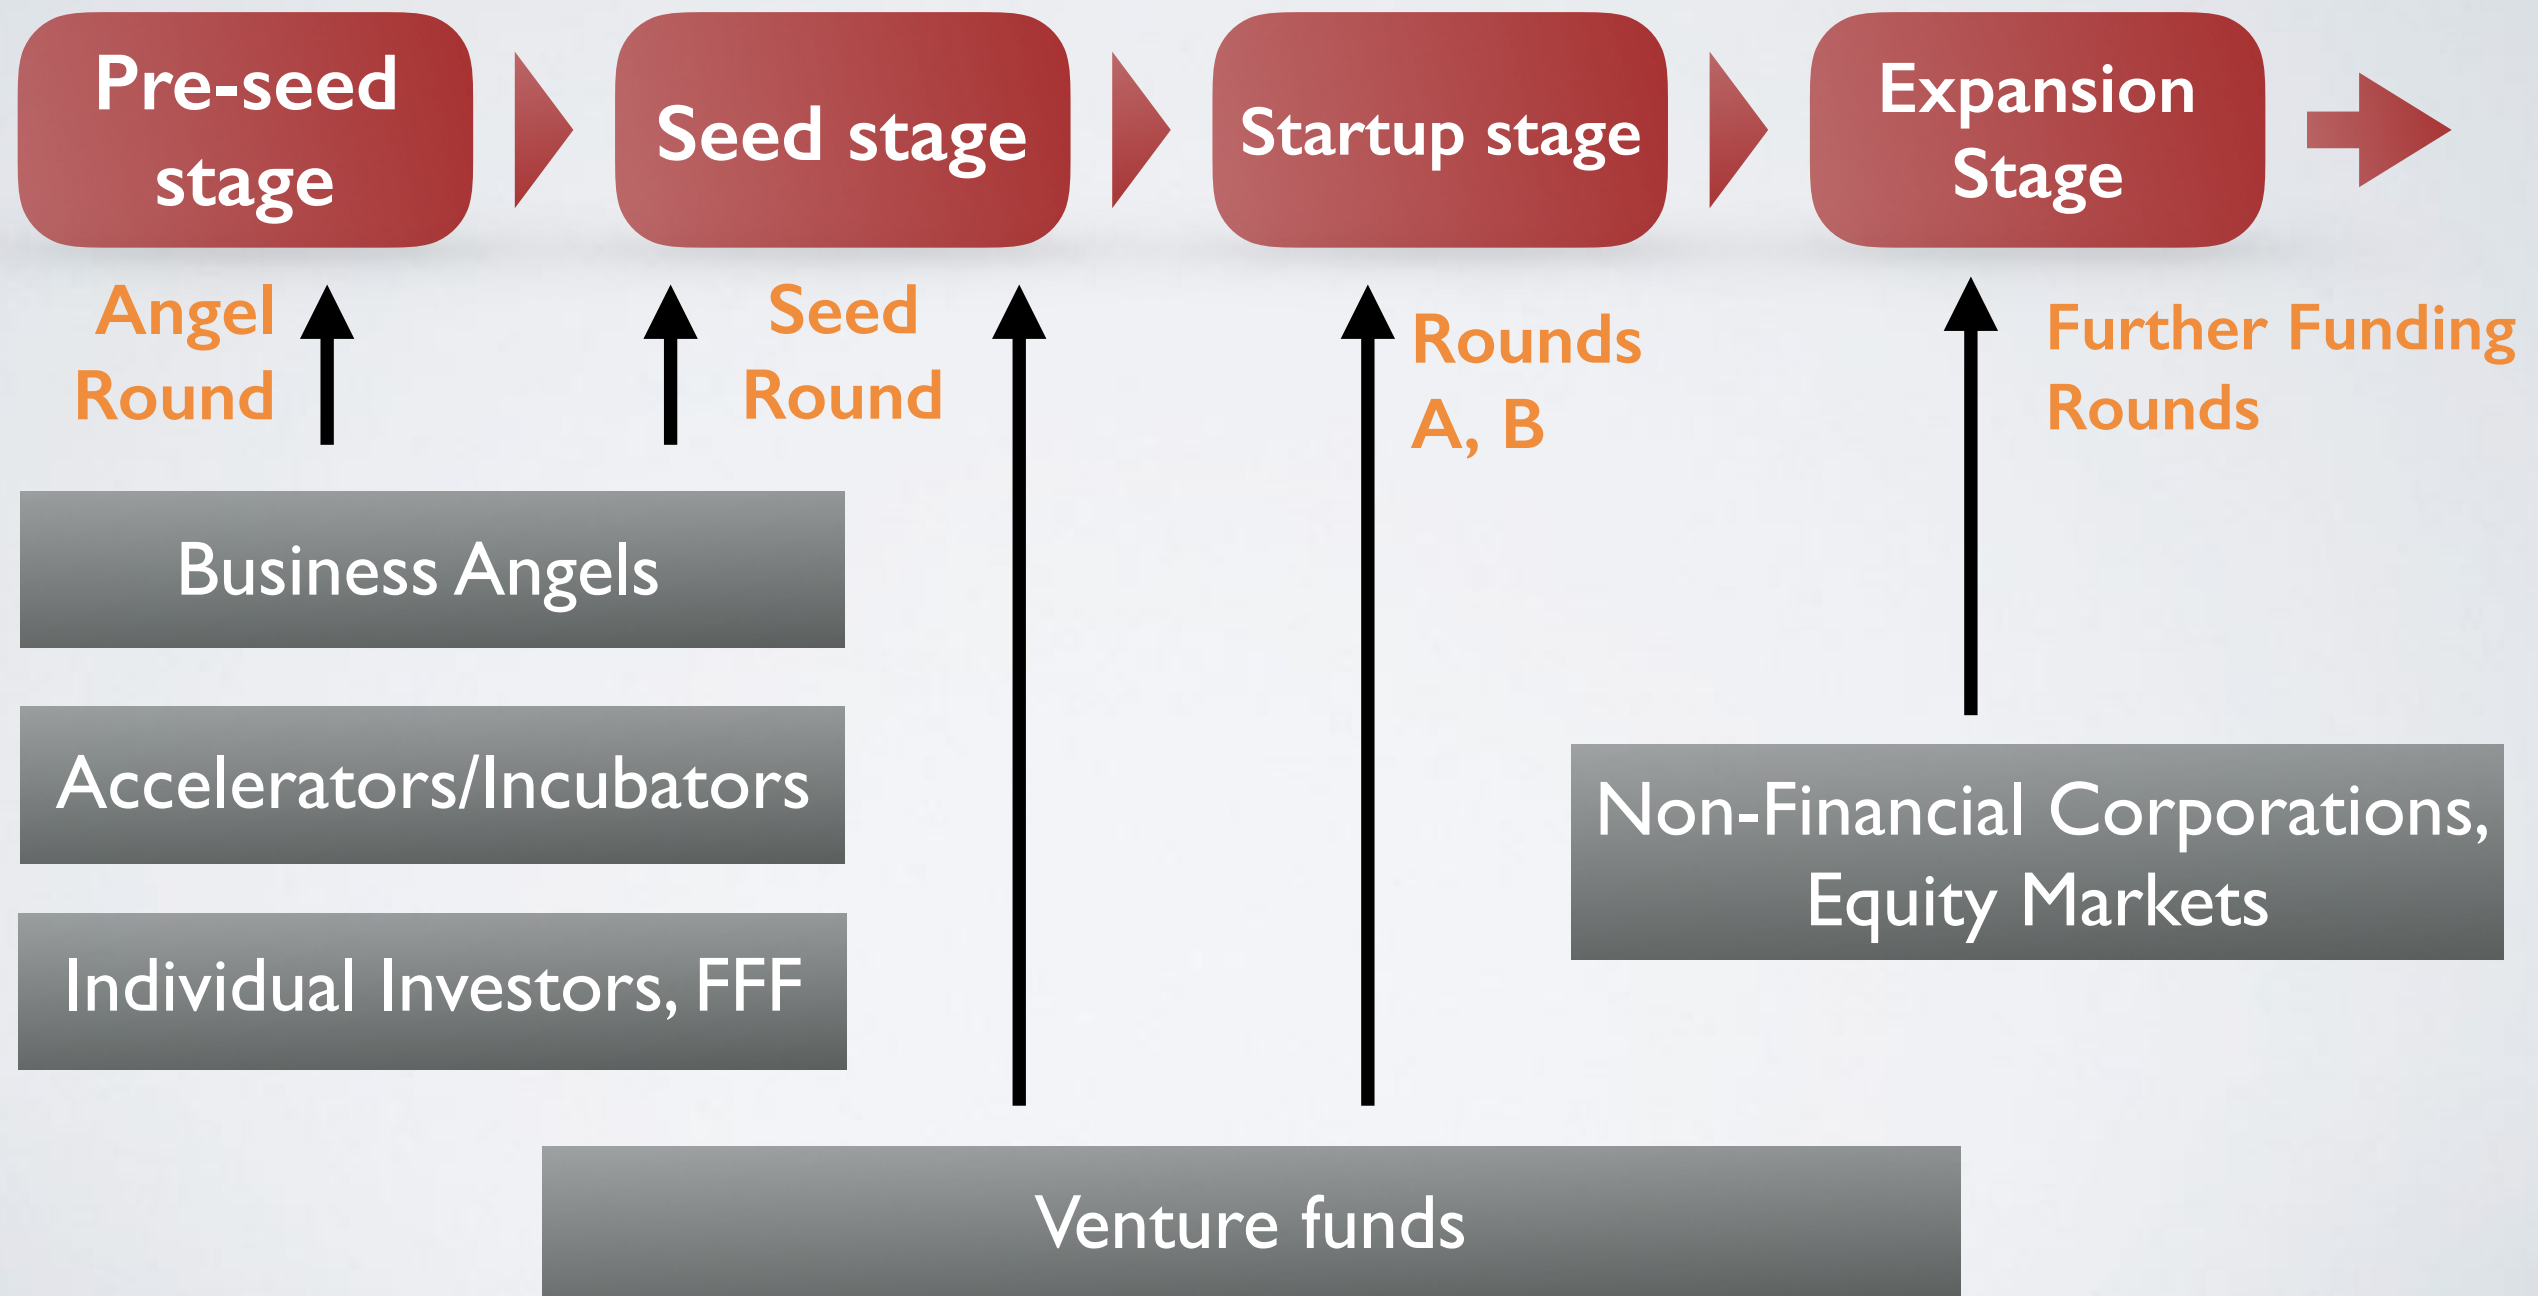 Pre-seed
stage
Seed stage
Startup stage
Expansion
Stage
Angel
Round
Seed
Round
Rounds
A, B
Further Funding
Rounds
Business Angels
Accelerators/Incubators
Individual Investors, FFF
Non-Financial Corporations,
Equity Markets
Venture funds